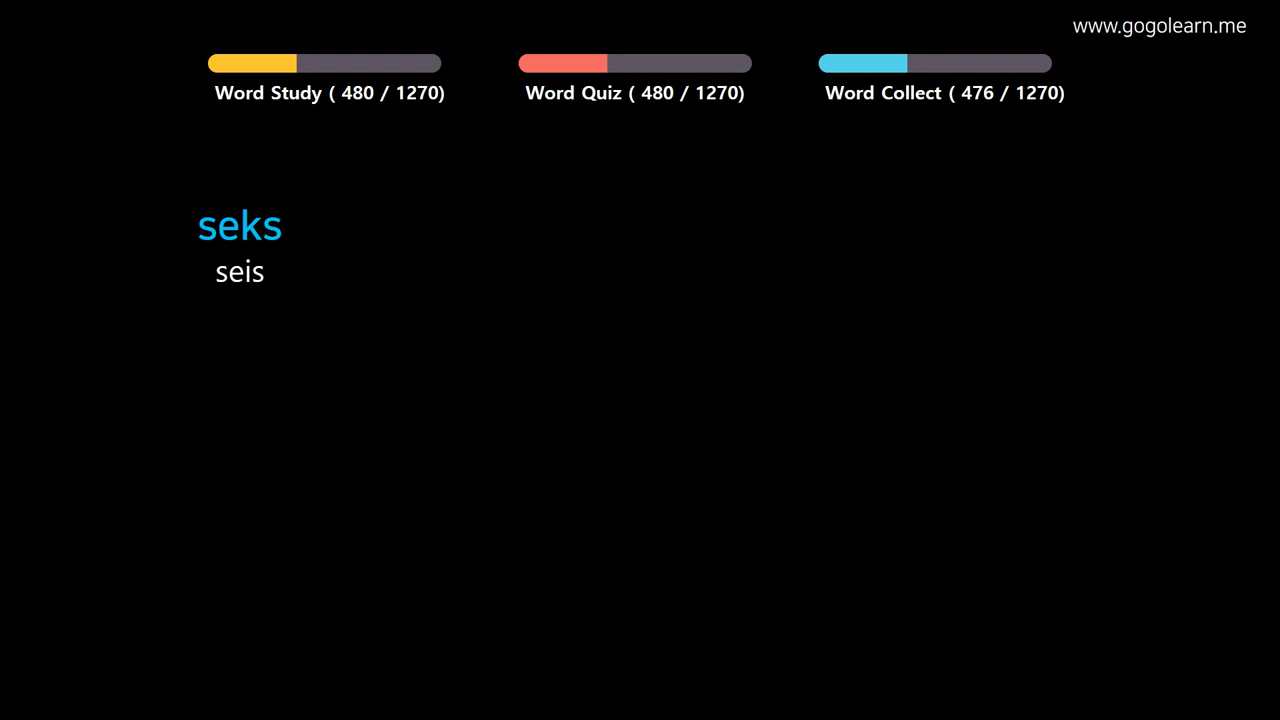 www.gogolearn.me
Word Study ( 480 / 1270)
Word Quiz ( 480 / 1270)
Word Collect ( 476 / 1270)
seks
seis